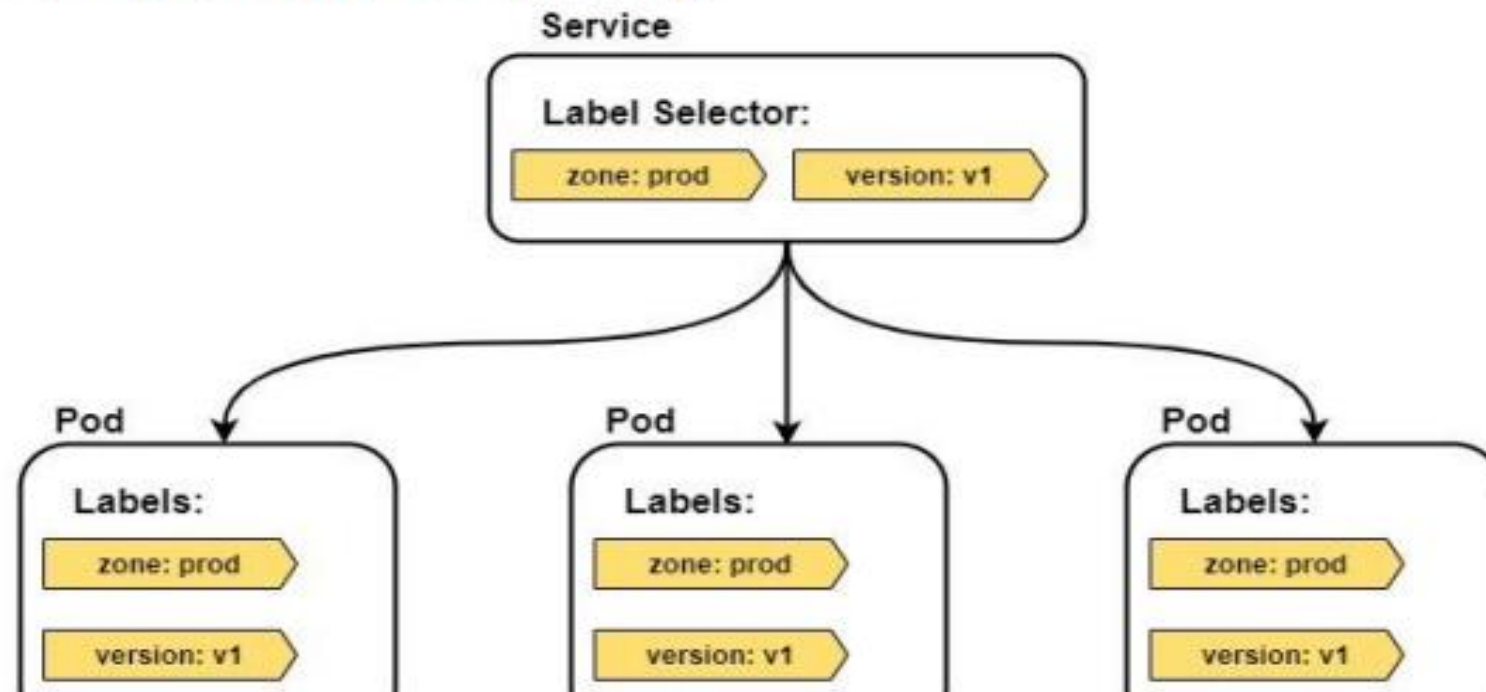 Service
Label Selector:
zone: prod version: v1
Pod Pod Pod
Labels: Labels: Labels:
zone: prod zone: prod zone: prod
version: v1 version: v1 version: v1